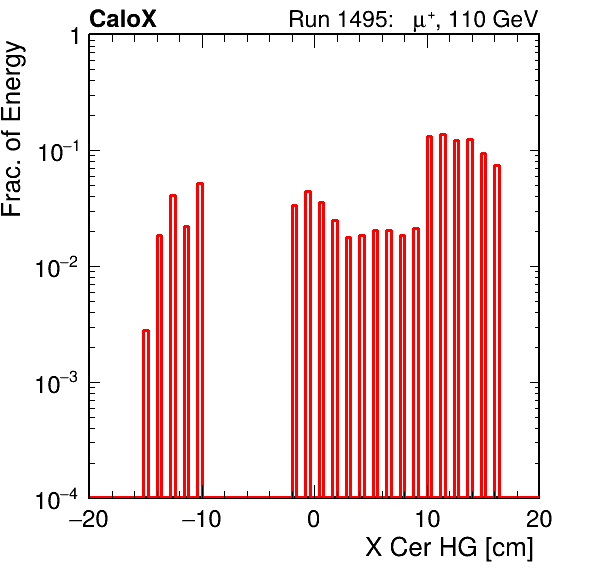 CaloX Run 1495: μ⁺, 110 GeV
Frac. of Energy
1
10⁻¹
10⁻²
10⁻³
10⁻⁴
−20 −10 0 10 20
X Cer HG [cm]